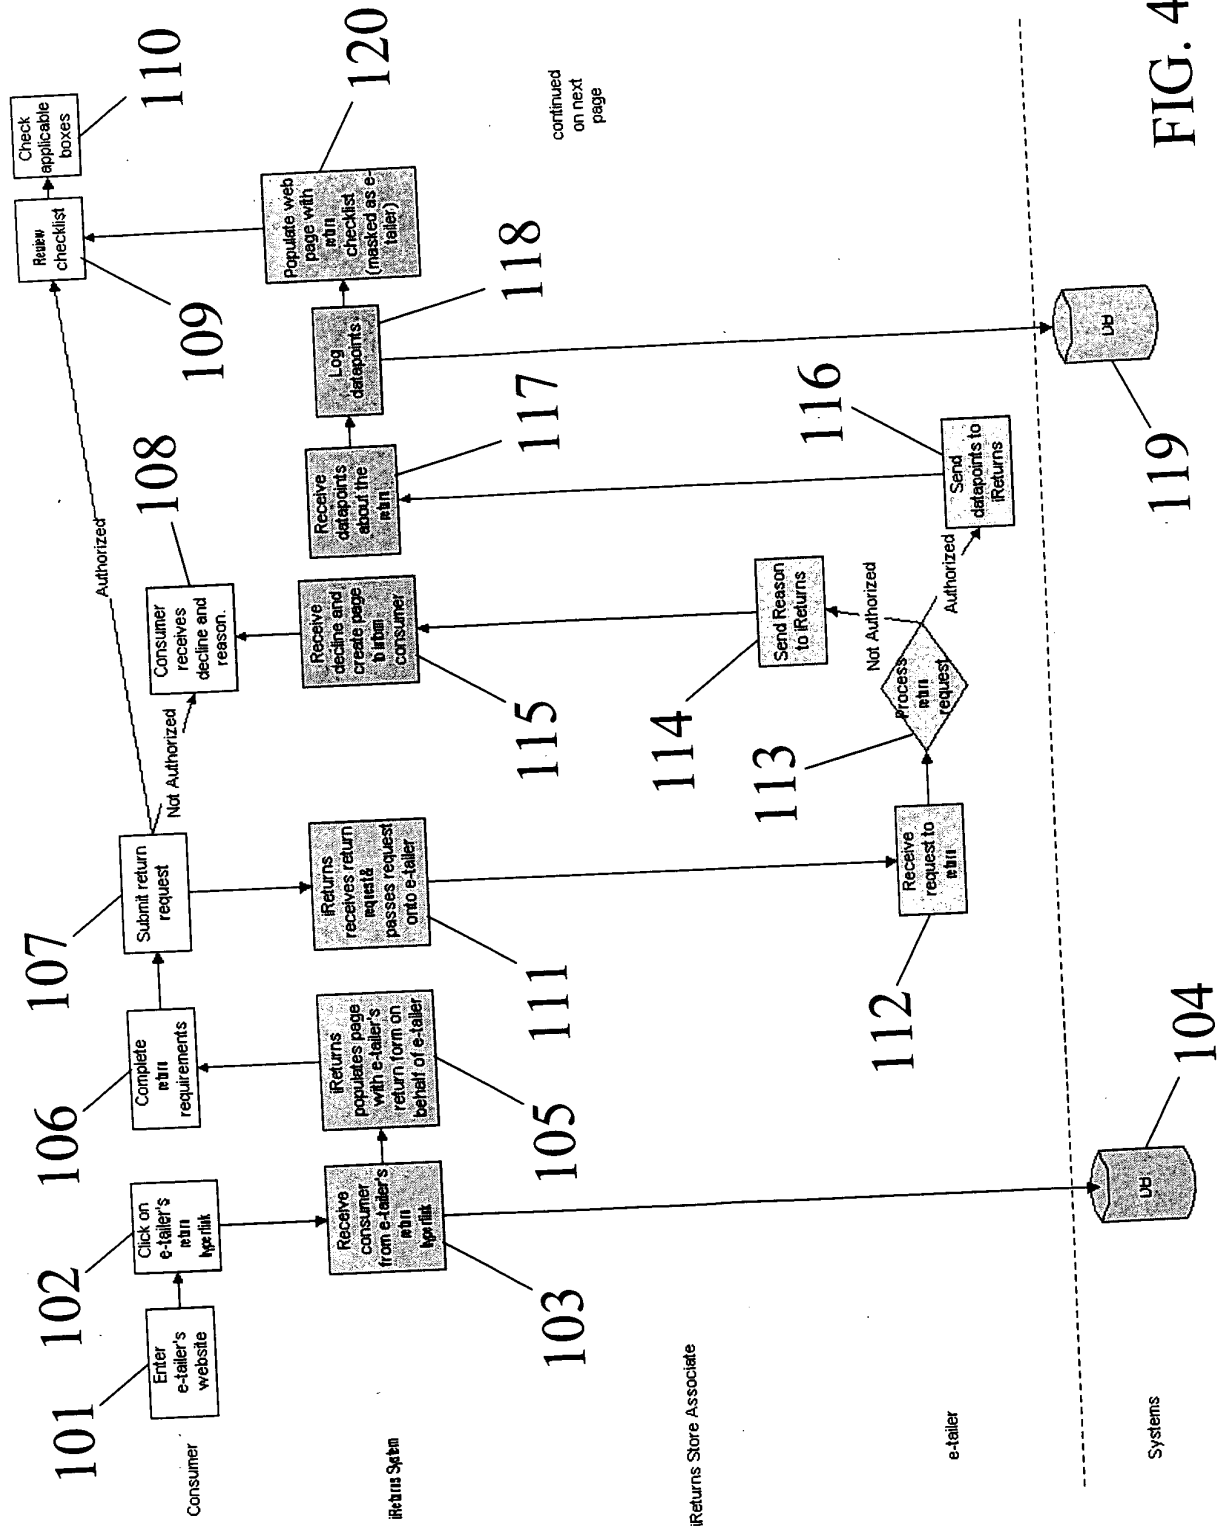 Consumer
101
Enter
e-tailer's
website
102
Click on
e-tailer's
return
hyperlink
106
Complete
return
requirements
107
Submit return
request
Not Authorized
Authorized
Consumer
receives
decline and
reason.
108
Review
checklist
109
Check
applicable
boxes
110
iReturns System
Receive
consumer
from e-tailer's
return
hyperlink
103
iReturns
populates page
with e-tailer's
return form on
behalf of e-tailer
105
iReturns
receives return
request &
passes request
onto e-tailer
111
Receive
decline and
create page
to inform
consumer
115
Receive
datapoints
about the
return
117
Log
datapoints
118
Populate web
page with
return
checklist
(masked as e-
tailer)
120
iReturns Store Associate
continued
on next
page
e-tailer
112
Receive
request to
return
113
Process
return
request
Not Authorized
Authorized
114
Send Reason
to iReturns
116
Send
datapoints to
iReturns
Systems
DB
104
DB
119
FIG. 4